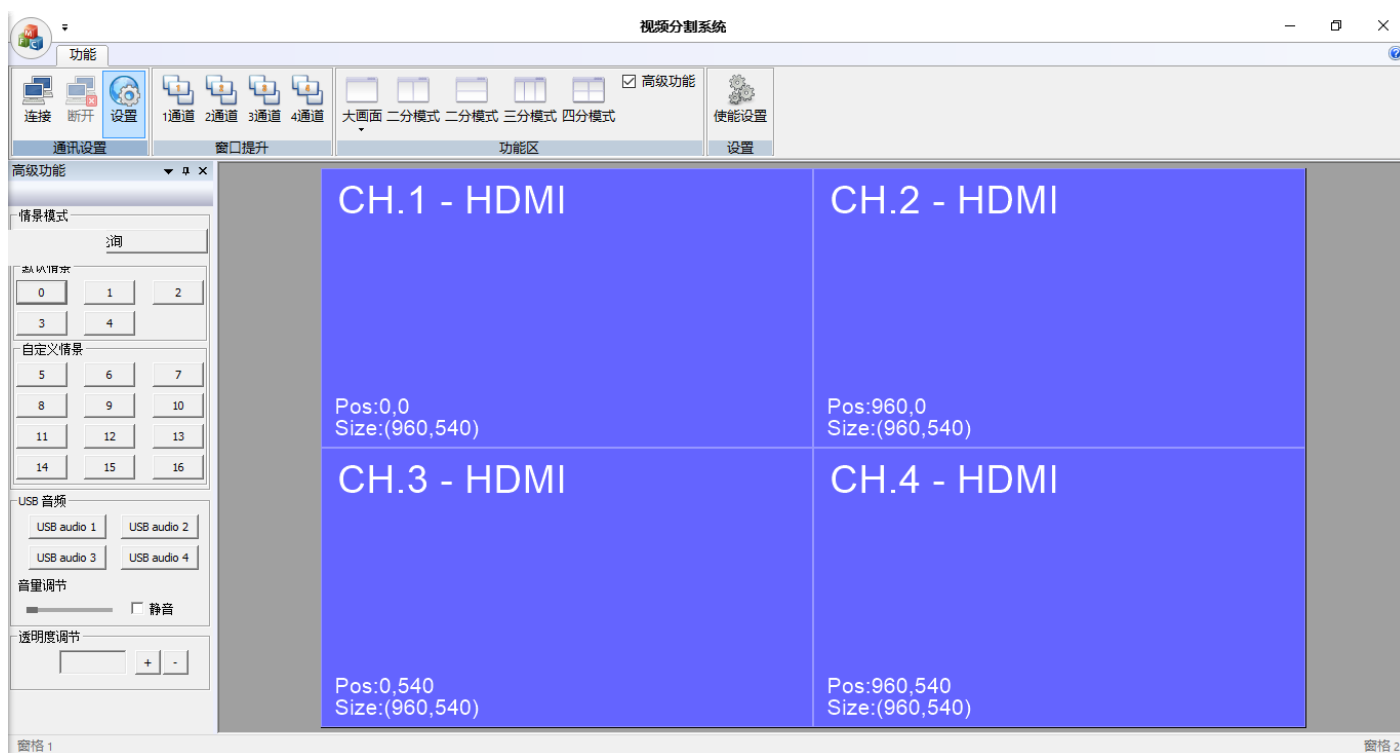 视频分割系统
功能
连接 断开 设置 1通道 2通道 3通道 4通道 大画面 二分模式 二分模式 三分模式 四分模式 高级功能 使能设置
通讯设置 窗口提升 功能区 设置
高级功能
情景模式
询
默认情景
0 1 2
3 4
自定义情景
5 6 7
8 9 10
11 12 13
14 15 16
USB 音频
USB audio 1 USB audio 2
USB audio 3 USB audio 4
音量调节
静音
透明度调节
+ -
CH.1 - HDMI
Pos:0,0
Size:(960,540)
CH.2 - HDMI
Pos:960,0
Size:(960,540)
CH.3 - HDMI
Pos:0,540
Size:(960,540)
CH.4 - HDMI
Pos:960,540
Size:(960,540)
窗格 1 窗格 2